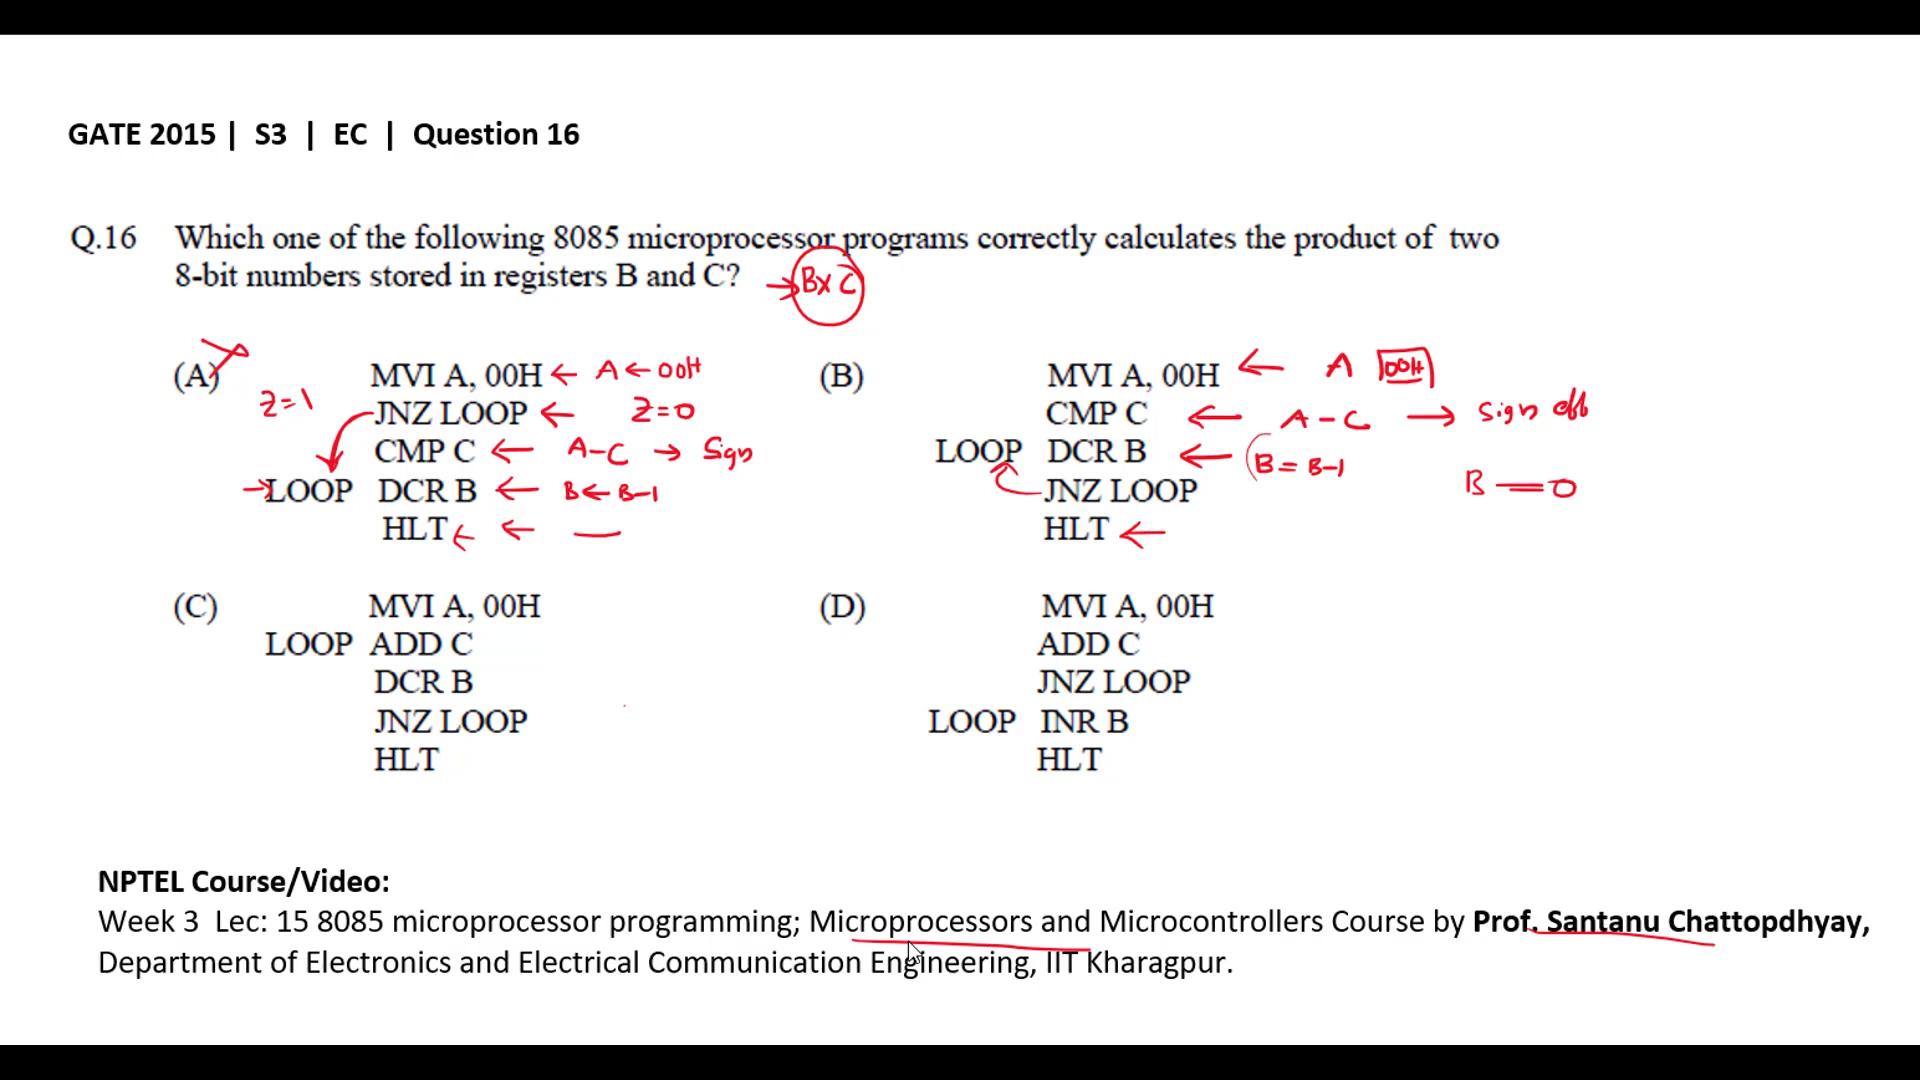 GATE 2015 | S3 | EC | Question 16
Q.16 Which one of the following 8085 microprocessor programs correctly calculates the product of two
8-bit numbers stored in registers B and C? → B×C
(A) MVI A, 00H ← A ← 00H
Z=1 JNZ LOOP ← Z=0
CMP C ← A-C → Sign
→ LOOP DCR B ← B ← B-1
HLT ← ←
(B) MVI A, 00H ← A 00H
CMP C ← A-C → Sign
LOOP DCR B ← B = B-1
JNZ LOOP B = 0
HLT ←
(C) MVI A, 00H
LOOP ADD C
DCR B
JNZ LOOP
HLT
(D) MVI A, 00H
ADD C
JNZ LOOP
LOOP INR B
HLT
NPTEL Course/Video:
Week 3 Lec: 15 8085 microprocessor programming; Microprocessors and Microcontrollers Course by Prof. Santanu Chattopdhyay,
Department of Electronics and Electrical Communication Engineering, IIT Kharagpur.